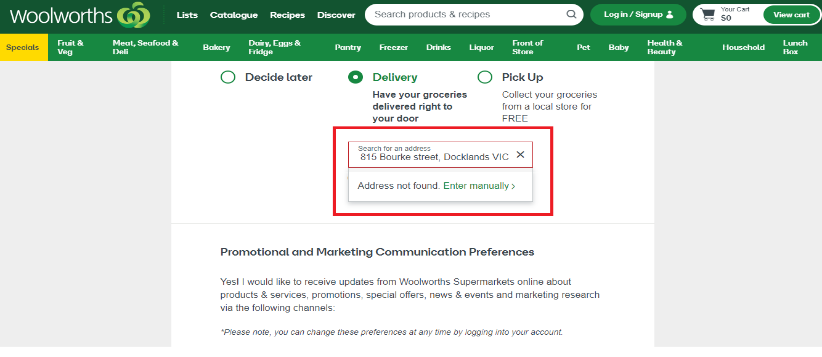 Woolworths
Lists Catalogue Recipes Discover
Search products & recipes
Log in / Signup
Your Cart
$0
View cart
Specials
Fruit &
Veg
Meat, Seafood &
Deli
Bakery
Dairy, Eggs &
Fridge
Pantry
Freezer
Drinks
Liquor
Front of
Store
Pet
Baby
Health &
Beauty
Household
Lunch
Box
Decide later
Delivery
Have your groceries
delivered right to
your door
Pick Up
Collect your groceries
from a local store for
FREE
Search for an address
815 Bourke street, Docklands VIC
Address not found. Enter manually >
Promotional and Marketing Communication Preferences
Yes! I would like to receive updates from Woolworths Supermarkets online about
products & services, promotions, special offers, news & events and marketing research
via the following channels:
*Please note, you can change these preferences at any time by logging into your account.